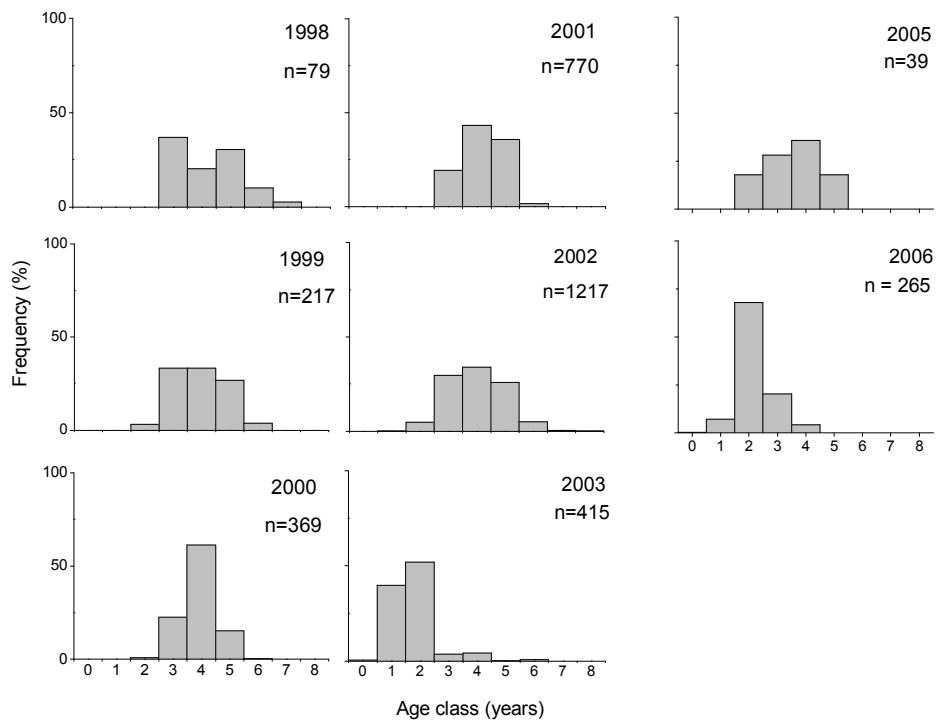 100
50
0
1998
n=79
2001
n=770
2005
n=39
Frequency (%)
100
50
0
1999
n=217
2002
n=1217
2006
n = 265
0 1 2 3 4 5 6 7 8
100
50
0
2000
n=369
2003
n=415
0 1 2 3 4 5 6 7 8
0 1 2 3 4 5 6 7 8
Age class (years)